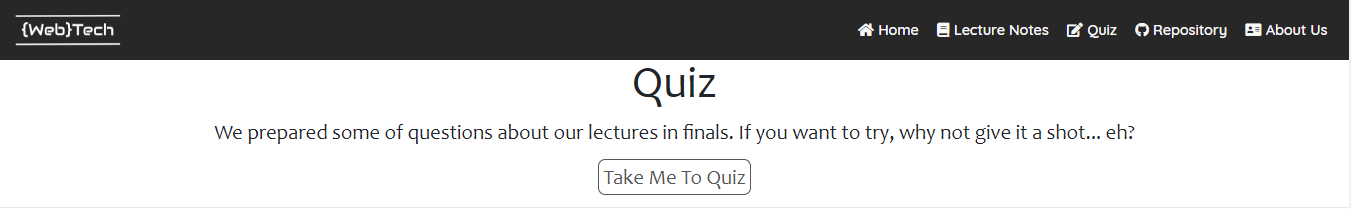 {Web}Tech Home Lecture Notes Quiz Repository About Us
Quiz
We prepared some of questions about our lectures in finals. If you want to try, why not give it a shot... eh?
Take Me To Quiz